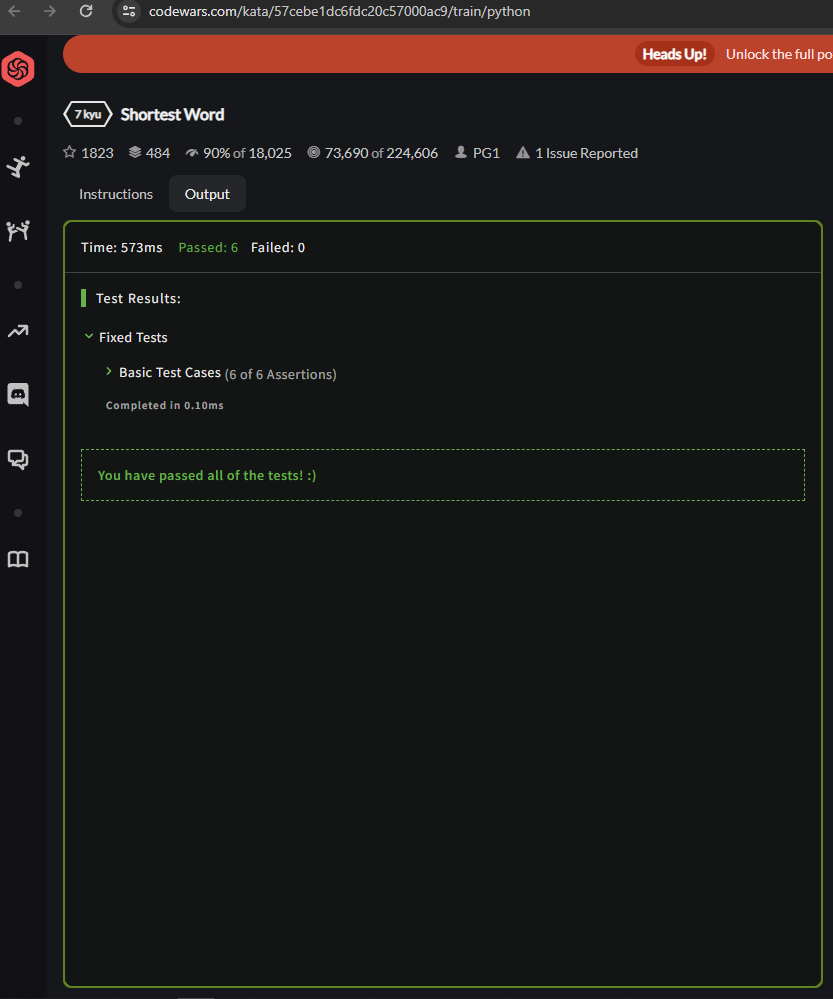 codewars.com/kata/57cebe1dc6fdc20c57000ac9/train/python
Heads Up! Unlock the full po
7 kyu Shortest Word
1823 484 90% of 18,025 73,690 of 224,606 PG1 1 Issue Reported
Instructions Output
Time: 573ms Passed: 6 Failed: 0
Test Results:
Fixed Tests
Basic Test Cases (6 of 6 Assertions)
Completed in 0.10ms
You have passed all of the tests! :)